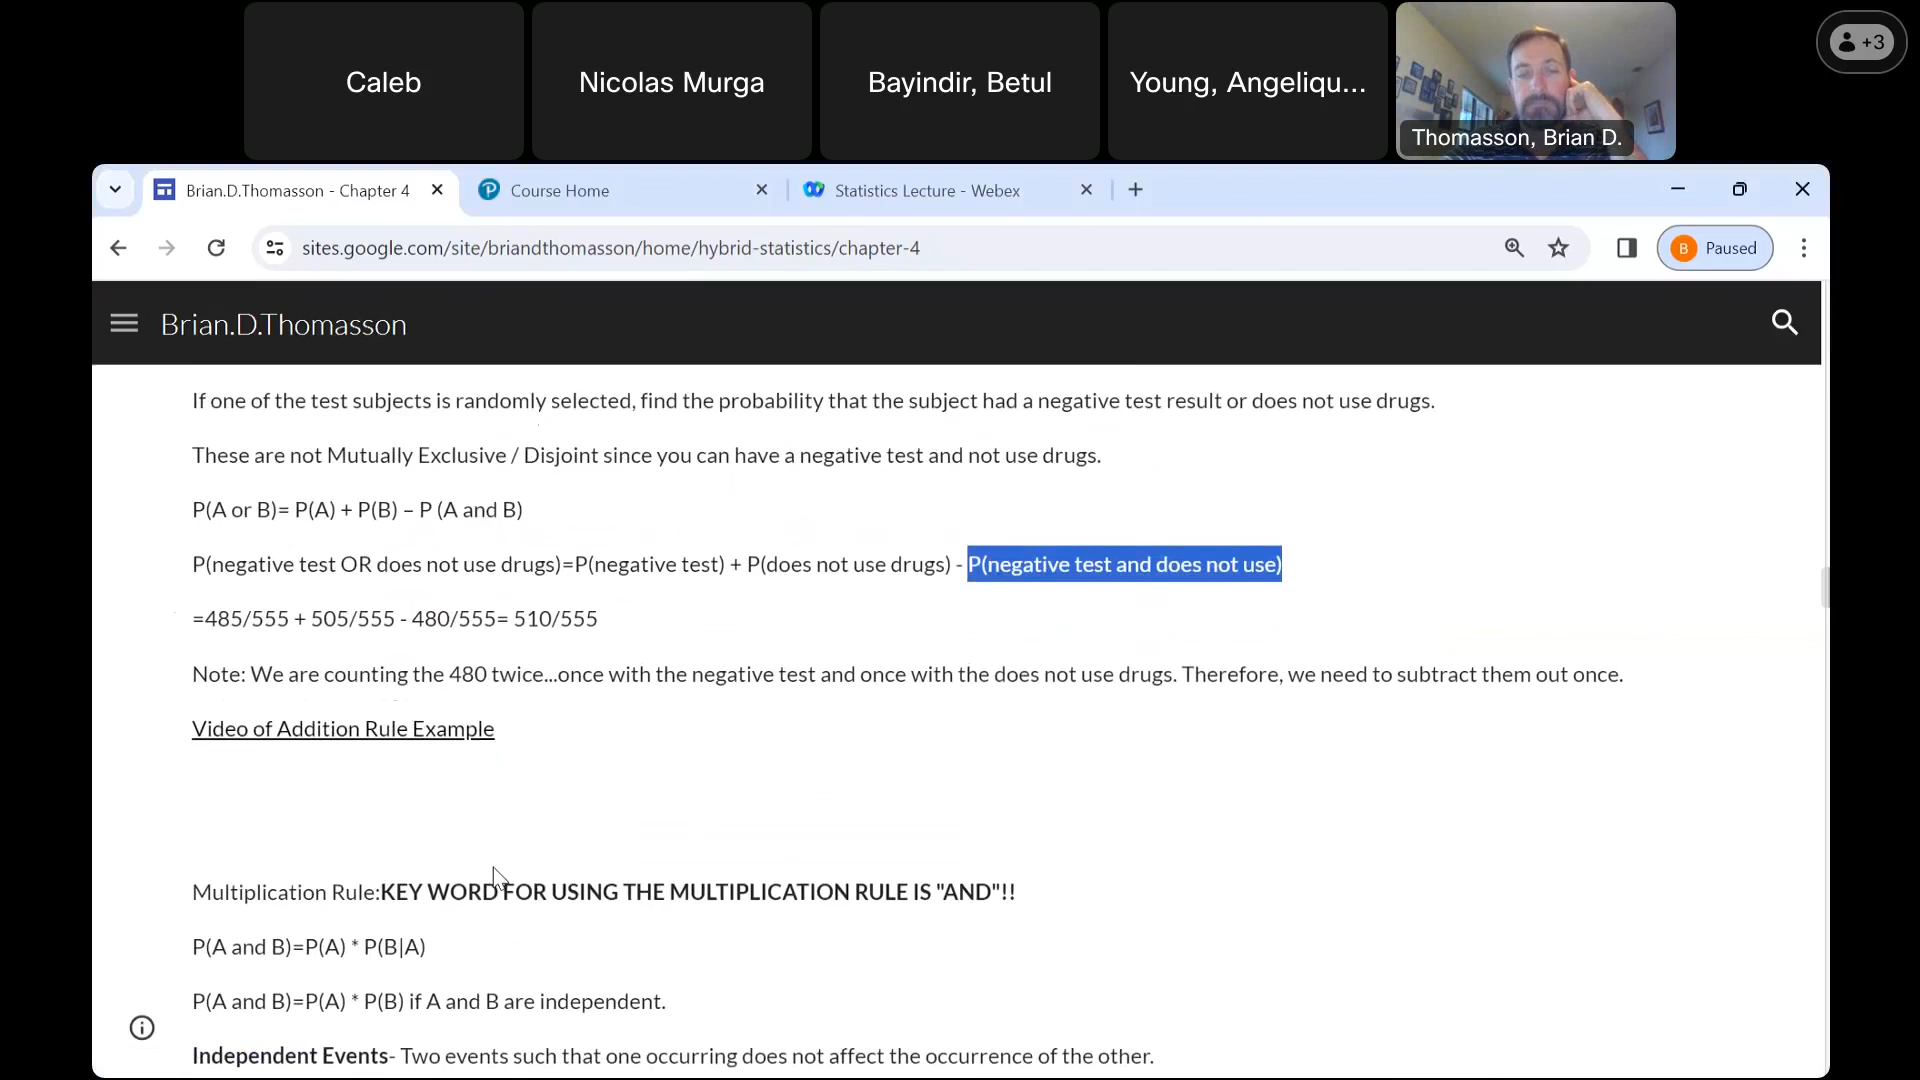 Caleb
Nicolas Murga
Bayindir, Betul
Young, Angeliqu...
Thomasson, Brian D.
+3
Brian.D.Thomasson - Chapter 4
Course Home
Statistics Lecture - Webex
sites.google.com/site/briandthomasson/home/hybrid-statistics/chapter-4
B Paused
Brian.D.Thomasson
If one of the test subjects is randomly selected, find the probability that the subject had a negative test result or does not use drugs.
These are not Mutually Exclusive / Disjoint since you can have a negative test and not use drugs.
P(A or B)= P(A) + P(B) – P (A and B)
P(negative test OR does not use drugs)=P(negative test) + P(does not use drugs) - P(negative test and does not use)
=485/555 + 505/555 - 480/555= 510/555
Note: We are counting the 480 twice...once with the negative test and once with the does not use drugs. Therefore, we need to subtract them out once.
Video of Addition Rule Example
Multiplication Rule:KEY WORD FOR USING THE MULTIPLICATION RULE IS "AND"!!
P(A and B)=P(A) * P(B|A)
P(A and B)=P(A) * P(B) if A and B are independent.
Independent Events- Two events such that one occurring does not affect the occurrence of the other.